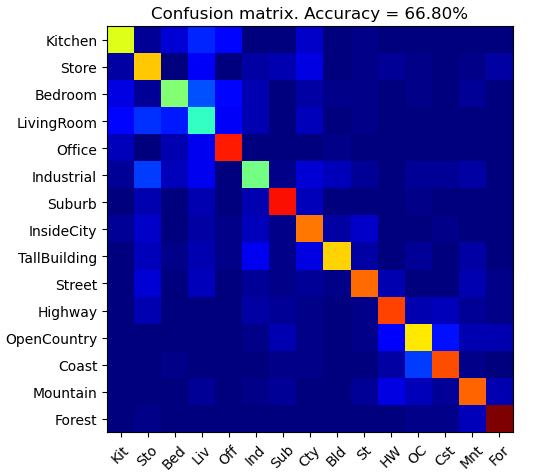 Confusion matrix. Accuracy = 66.80%
Kitchen
Store
Bedroom
LivingRoom
Office
Industrial
Suburb
InsideCity
TallBuilding
Street
Highway
OpenCountry
Coast
Mountain
Forest
Kit Sto Bed Liv Off Ind Sub Cty Bld St HW OC Cst Mnt For